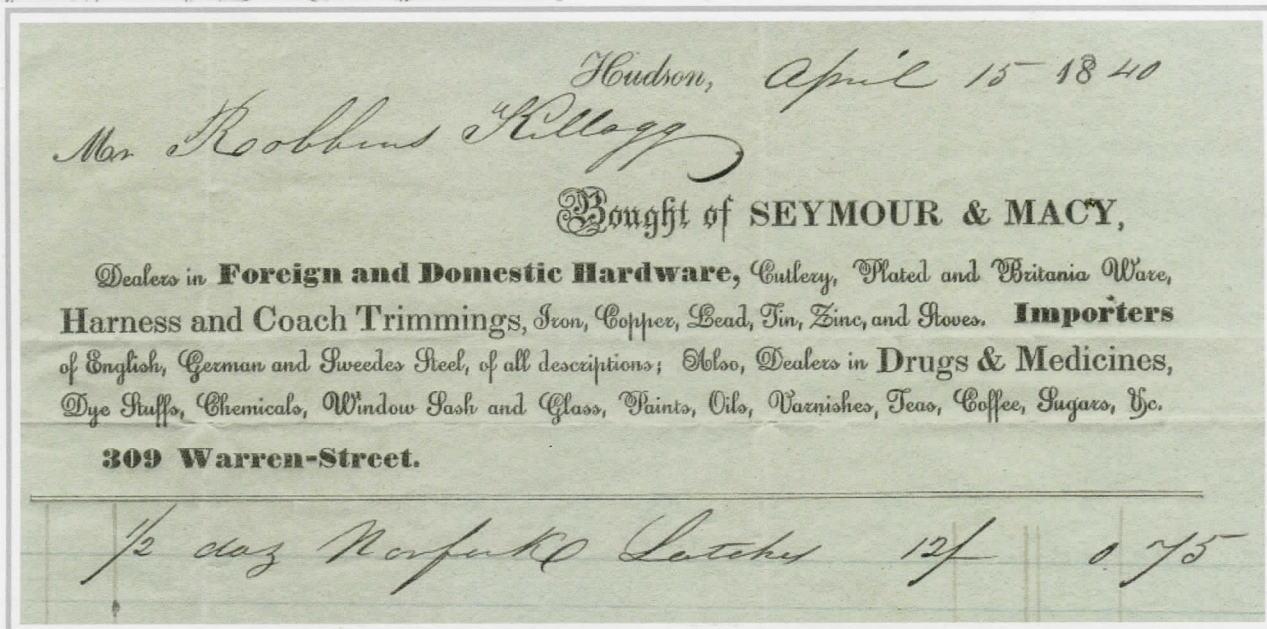 Hudson, April 15 1840
Mr Robbins Killogg
Bought of SEYMOUR & MACY,
Dealers in Foreign and Domestic Hardware, Cutlery, Plated and Britania Ware,
Harness and Coach Trimmings, Iron, Copper, Lead, Tin, Zinc, and Stoves. Importers
of English, German and Sweedes Steel, of all descriptions; Also, Dealers in Drugs & Medicines,
Dye Stuffs, Chemicals, Window Sash and Glass, Paints, Oils, Varnishes, Teas, Coffee, Sugars, &c.
309 Warren-Street.
1/2 doz Norfork Latches 12/ 0 75